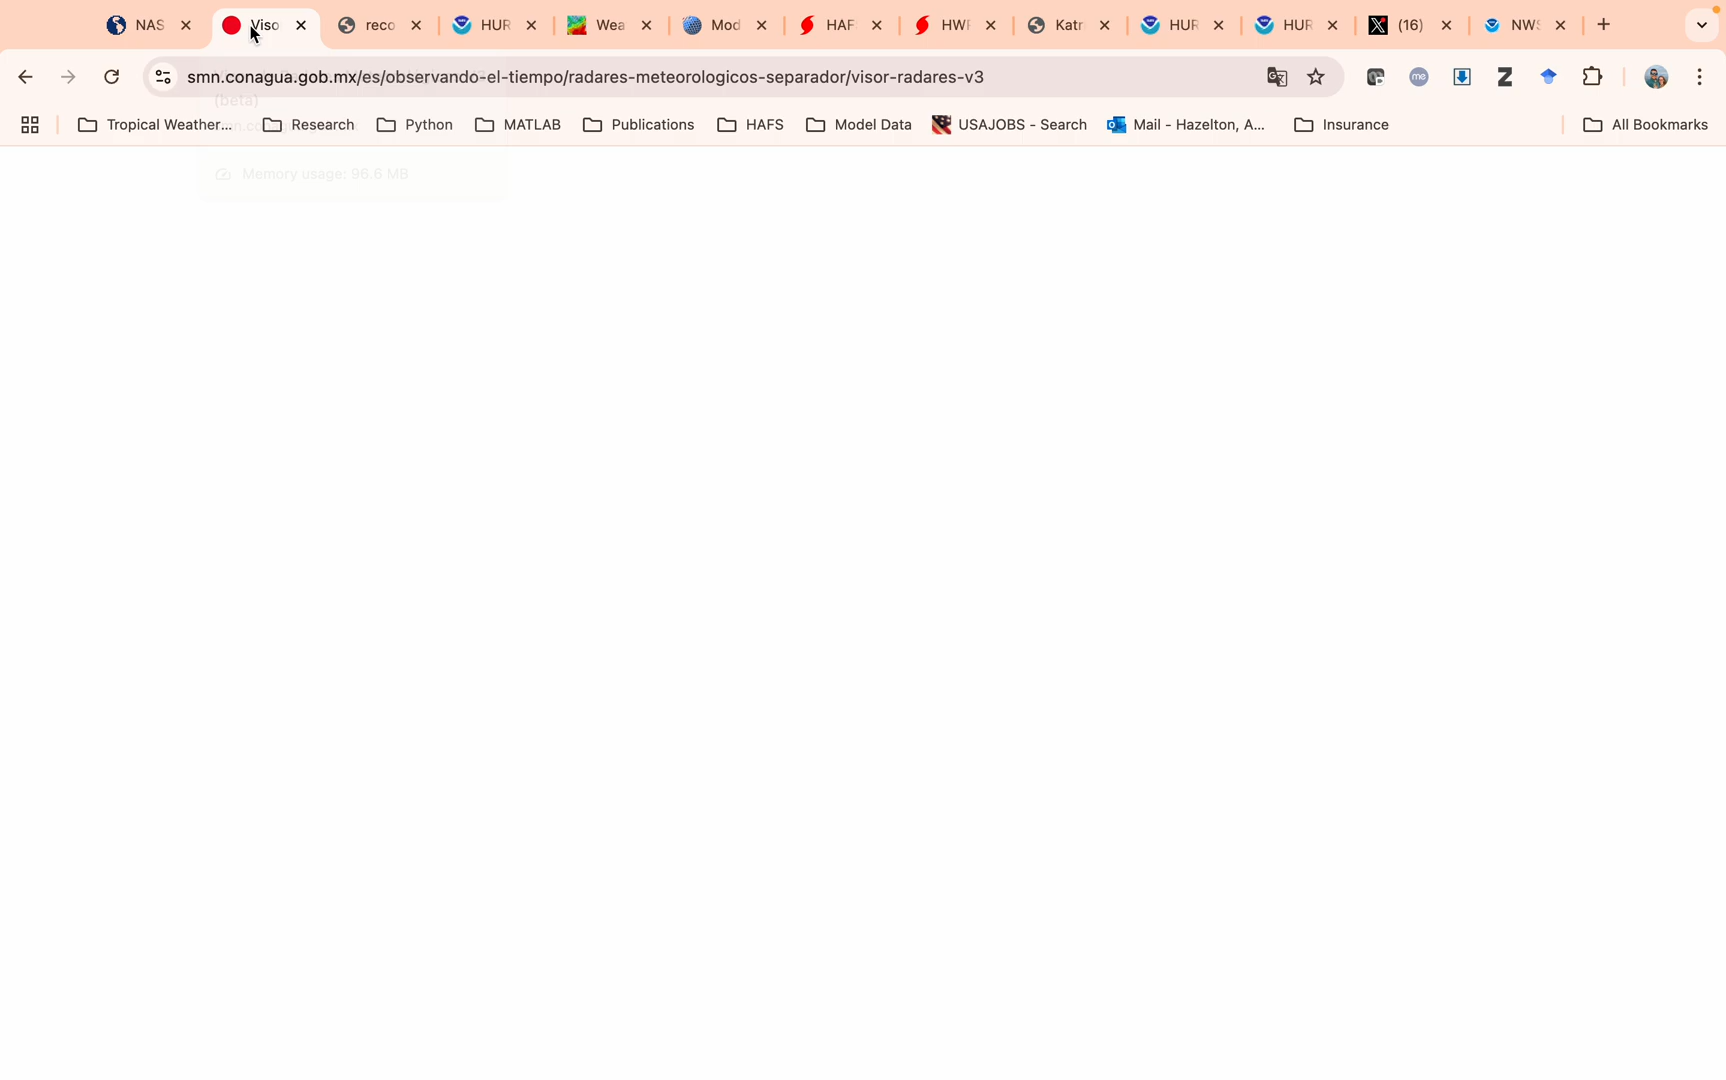 NAS
Viso
reco
HUR
Wea
Mod
HAF
HWF
Katri
HUR
HUR
(16)
NWS
smn.conagua.gob.mx/es/observando-el-tiempo/radares-meteorologicos-separador/visor-radares-v3
(beta)
Tropical Weather...
Research
Python
MATLAB
Publications
HAFS
Model Data
USAJOBS - Search
Mail - Hazelton, A...
Insurance
All Bookmarks
Memory usage: 96.6 MB